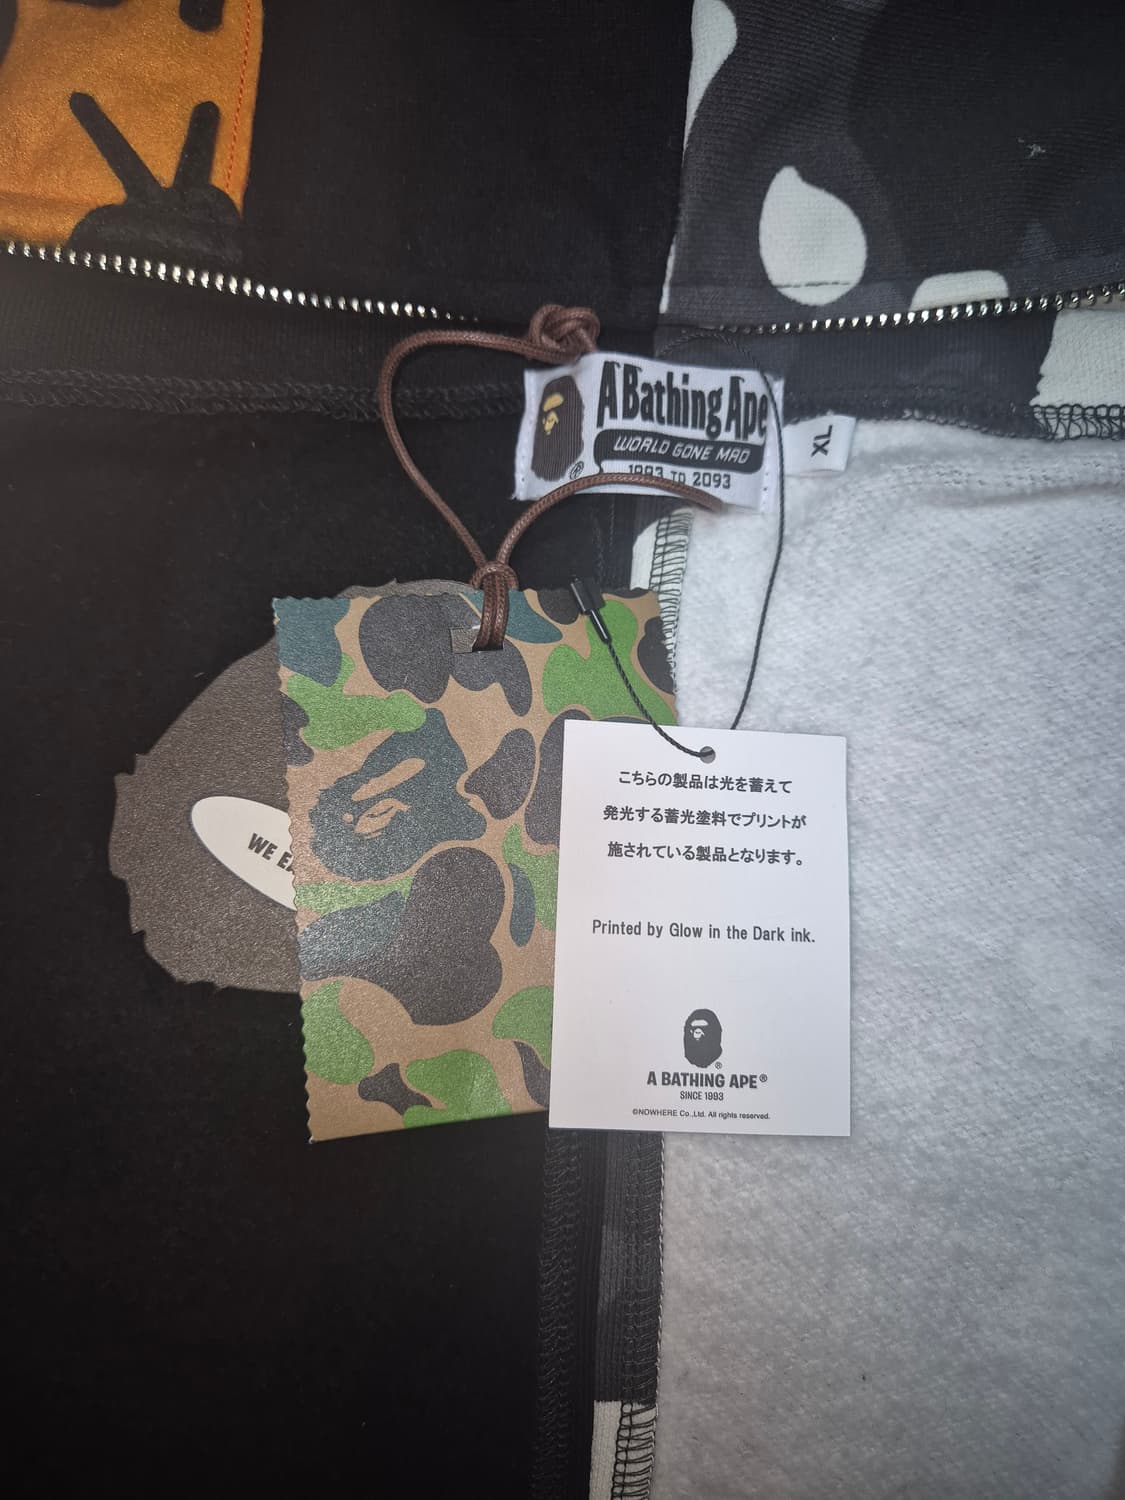 A Bathing Ape
WORLD GONE MAD
1993 TO 2093
®
XL
WE
こちらの製品は光を蓄えて
発光する蓄光塗料でプリントが
施されている製品となります。
Printed by Glow in the Dark ink.
®
A BATHING APE®
SINCE 1993
©NOWHERE Co.,Ltd. All rights reserved.